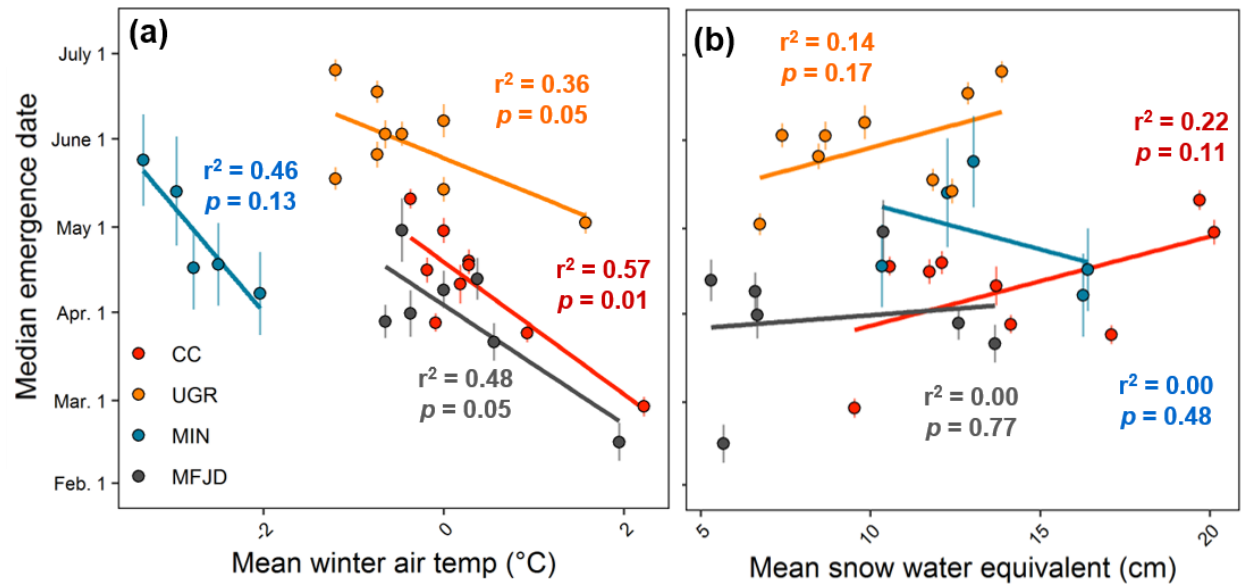 (a)
Median emergence date
July 1
June 1
May 1
Apr. 1
Mar. 1
Feb. 1
r² = 0.36
p = 0.05
r² = 0.46
p = 0.13
r² = 0.57
p = 0.01
r² = 0.48
p = 0.05
CC
UGR
MIN
MFJD
-2
0
2
Mean winter air temp (°C)
(b)
r² = 0.14
p = 0.17
r² = 0.22
p = 0.11
r² = 0.00
p = 0.77
r² = 0.00
p = 0.48
5
10
15
20
Mean snow water equivalent (cm)